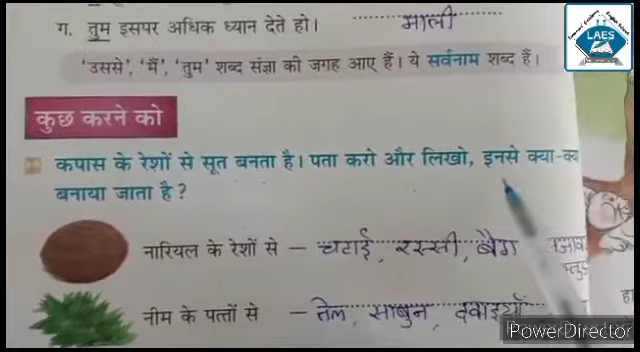 ग. तुम इसपर अधिक ध्यान देते हो। माली
'उससे', 'मैं', 'तुम' शब्द संज्ञा की जगह आए हैं। ये सर्वनाम शब्द हैं।
LAES
कुछ करने को
कपास के रेशों से सूत बनता है। पता करो और लिखो, इनसे क्या-क्य
बनाया जाता है?
नारियल के रेशों से – चटाई, रस्सी, बैग
नीम के पत्तों से – तेल, साबुन, दवाइयाँ
PowerDirector